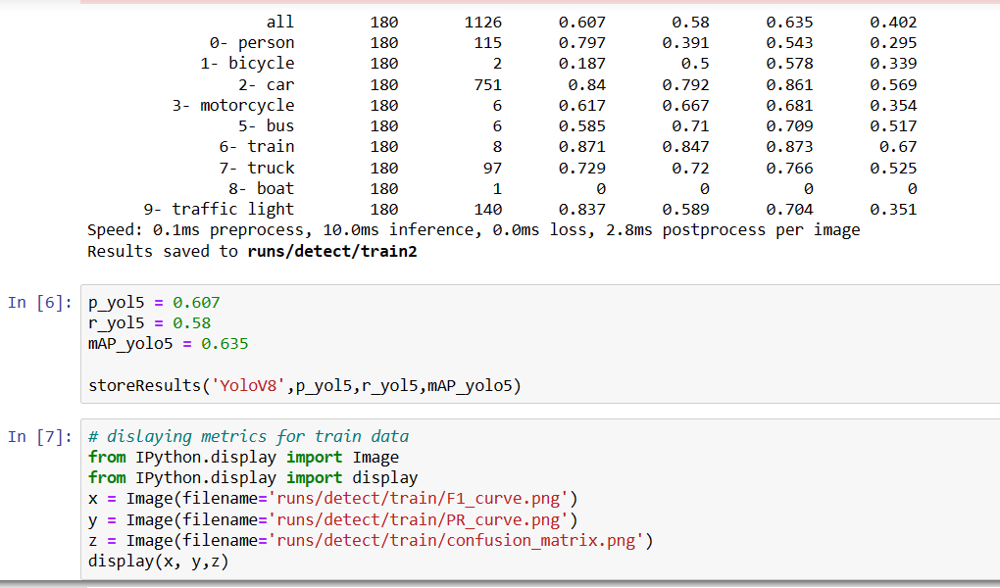 all 180 1126 0.607 0.58 0.635 0.402
0- person 180 115 0.797 0.391 0.543 0.295
1- bicycle 180 2 0.187 0.5 0.578 0.339
2- car 180 751 0.84 0.792 0.861 0.569
3- motorcycle 180 6 0.617 0.667 0.681 0.354
5- bus 180 6 0.585 0.71 0.709 0.517
6- train 180 8 0.871 0.847 0.873 0.67
7- truck 180 97 0.729 0.72 0.766 0.525
8- boat 180 1 0 0 0 0
9- traffic light 180 140 0.837 0.589 0.704 0.351
Speed: 0.1ms preprocess, 10.0ms inference, 0.0ms loss, 2.8ms postprocess per image
Results saved to runs/detect/train2
In [6]: p_yol5 = 0.607
r_yol5 = 0.58
mAP_yolo5 = 0.635
storeResults('YoloV8',p_yol5,r_yol5,mAP_yolo5)
In [7]: # dislaying metrics for train data
from IPython.display import Image
from IPython.display import display
x = Image(filename='runs/detect/train/F1_curve.png')
y = Image(filename='runs/detect/train/PR_curve.png')
z = Image(filename='runs/detect/train/confusion_matrix.png')
display(x, y,z)